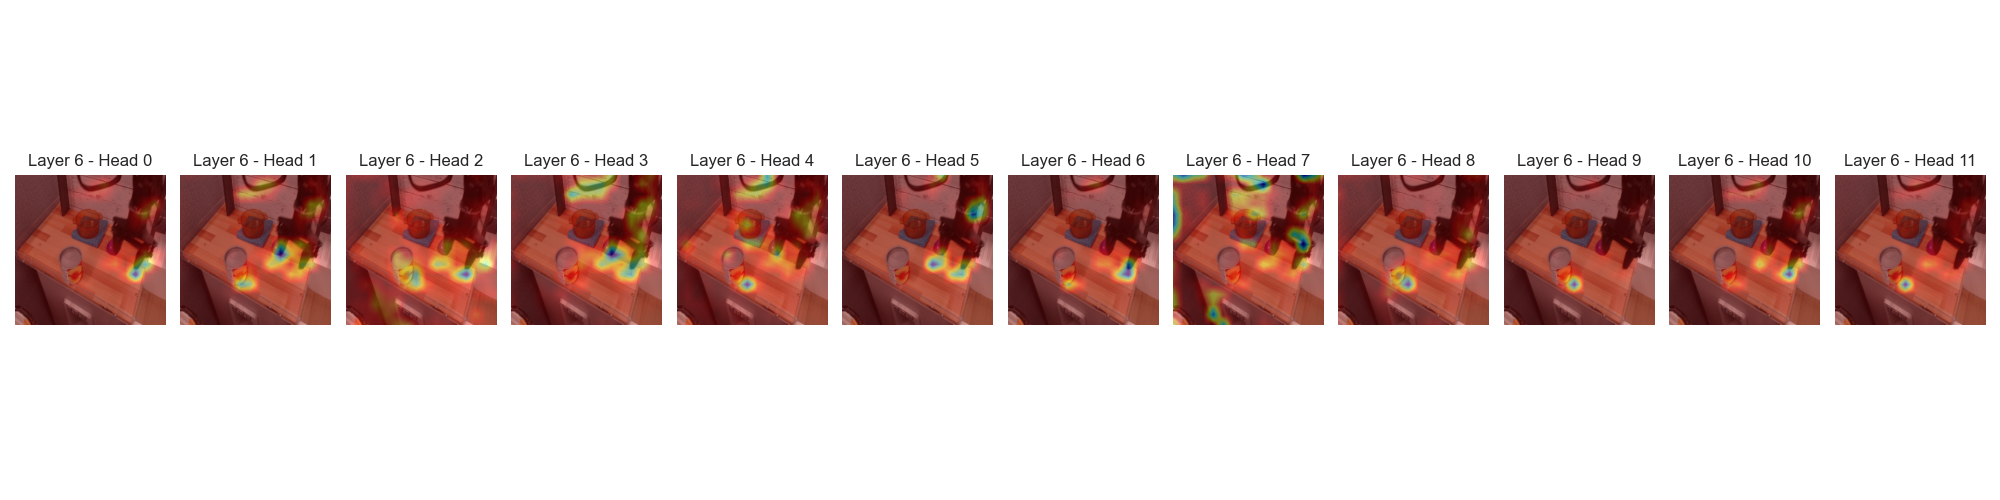 Layer 6 - Head 0
Layer 6 - Head 1
Layer 6 - Head 2
Layer 6 - Head 3
Layer 6 - Head 4
Layer 6 - Head 5
Layer 6 - Head 6
Layer 6 - Head 7
Layer 6 - Head 8
Layer 6 - Head 9
Layer 6 - Head 10
Layer 6 - Head 11